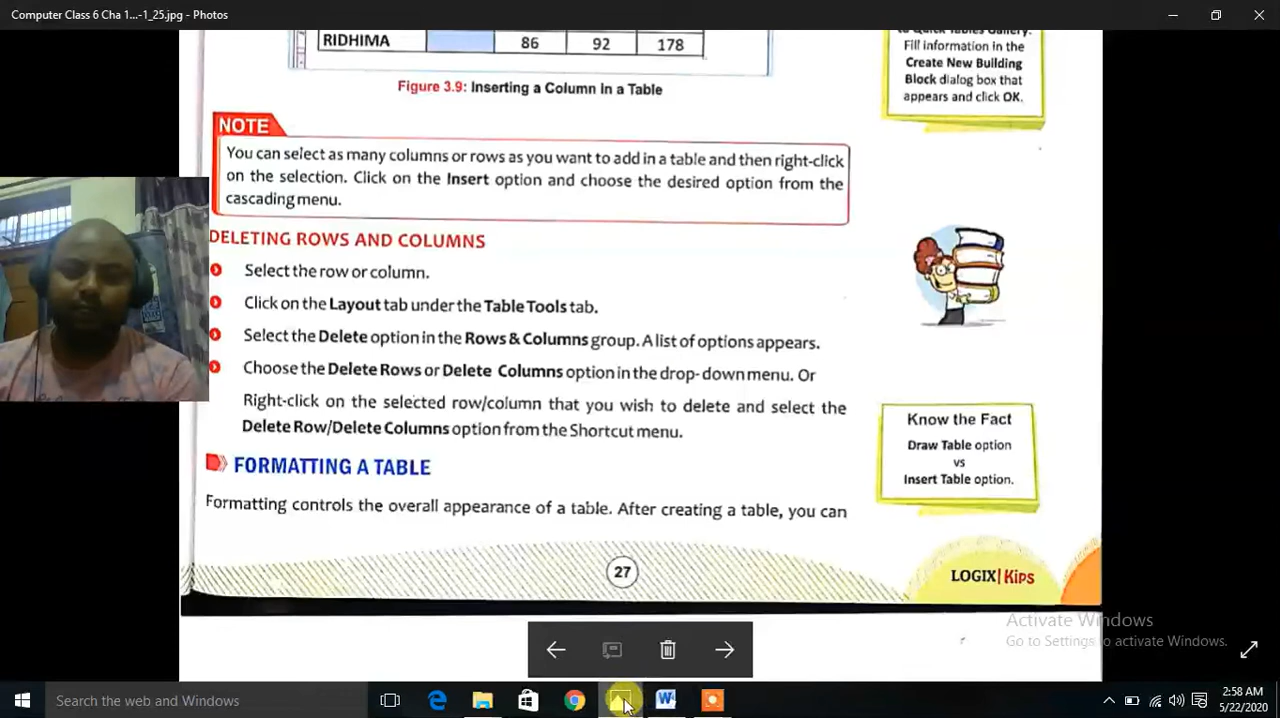 Computer Class 6 Cha 1...-1_25.jpg - Photos
RIDHIMA 86 92 178
Figure 3.9: Inserting a Column in a Table
to Quick Tables Gallery.
Fill information in the
Create New Building
Block dialog box that
appears and click OK.
NOTE
You can select as many columns or rows as you want to add in a table and then right-click
on the selection. Click on the Insert option and choose the desired option from the
cascading menu.
DELETING ROWS AND COLUMNS
Select the row or column.
Click on the Layout tab under the Table Tools tab.
Select the Delete option in the Rows & Columns group. A list of options appears.
Choose the Delete Rows or Delete Columns option in the drop-down menu. Or
Right-click on the selected row/column that you wish to delete and select the
Delete Row/Delete Columns option from the Shortcut menu.
Know the Fact
Draw Table option
vs
Insert Table option.
FORMATTING A TABLE
Formatting controls the overall appearance of a table. After creating a table, you can
27
LOGIX|KIPS
Activate Windows
Go to Settings to activate Windows.
Search the web and Windows
2:58 AM
5/22/2020